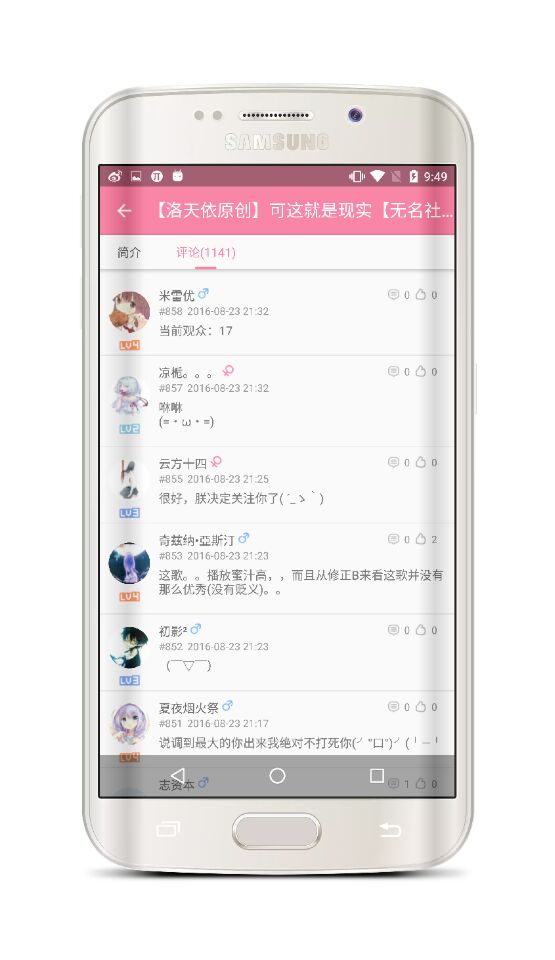 SAMSUNG
9:49
【洛天依原创】可这就是现实【无名社...
简介
评论(1141)
米雷优
0 0
#858 2016-08-23 21:32
当前观众：17
LV4
凉栀。。。
0 0
#857 2016-08-23 21:32
咻咻
(=・ω・=)
LV2
云方十四
0 0
#855 2016-08-23 21:25
很好，朕决定关注你了( ´_ゝ｀)
LV3
奇兹纳•亞斯汀
0 2
#853 2016-08-23 21:23
这歌。。播放蜜汁高，，而且从修正B来看这歌并没有
那么优秀(没有贬义)。。
LV4
初影²
0 0
#852 2016-08-23 21:23
(￣▽￣)
LV3
夏夜烟火祭
0 0
#851 2016-08-23 21:17
说调到最大的你出来我绝对不打死你(╯°口°)╯(┴—┴
LV4
志资本
1 0